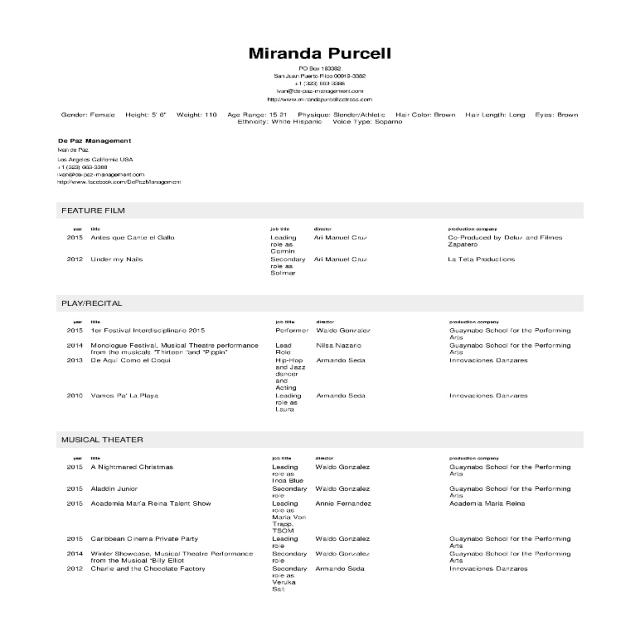 Miranda Purcell
PO Box 193382
San Juan Puerto Rico 00919-3382
+1 (323) 663-3388
ivan@de-paz-management.com
http://www.mirandapurcellactress.com
Gender: Female Height: 5' 6" Weight: 110 Age Range: 15 21 Physique: Slender/Athletic Hair Color: Brown Hair Length: Long Eyes: Brown
Ethnicity: White Hispanic Voice Type: Soprano
De Paz Management
Ivan de Paz
Los Angeles California USA
+1 (323) 663-3388
ivan@de-paz-management.com
http://www.facebook.com/DePazManagement
FEATURE FILM
year title job title director production company
2015 Antes que Cante el Gallo Leading Ari Manuel Cruz Co-Produced by Deluz and Filmes
role as Zapatero
Carmin
2012 Under my Nails Secondary Ari Manuel Cruz La Teta Productions
role as
Solimar
PLAY/RECITAL
year title job title director production company
2015 1er Festival Interdisciplinario 2015 Performer Waldo Gonzalez Guaynabo School for the Performing
Arts
2014 Monologue Festival, Musical Theatre performance Lead Nilsa Nazario Guaynabo School for the Performing
from the musicals "Thirteen "and "Pippin" Role Arts
2013 De Aquí Como el Coqui Hip-Hop Armando Seda Innovaciones Danzares
and Jazz
dancer
and
Acting
2010 Vamos Pa' La Playa Leading Armando Seda Innovaciones Danzares
role as
Laura
MUSICAL THEATER
year title job title director production company
2015 A Nightmared Christmas Leading Waldo Gonzalez Guaynabo School for the Performing
role as Arts
Inda Blue
2015 Aladdin Junior Secondary Waldo Gonzalez Guaynabo School for the Performing
role Arts
2015 Academia María Reina Talent Show Leading Annie Fernandez Academia Maria Reina
role as
Maria Von
Trapp,
TSOM
2015 Caribbean Cinema Private Party Leading Waldo Gonzalez Guaynabo School for the Performing
role Arts
2014 Winter Showcase, Musical Theatre Performance Secondary Waldo Gonzalez Guaynabo School for the Performing
from the Musical "Billy Elliot role Arts
2012 Charlie and the Chocolate Factory Secondary Armando Seda Innovaciones Danzares
role as
Veruka
Salt